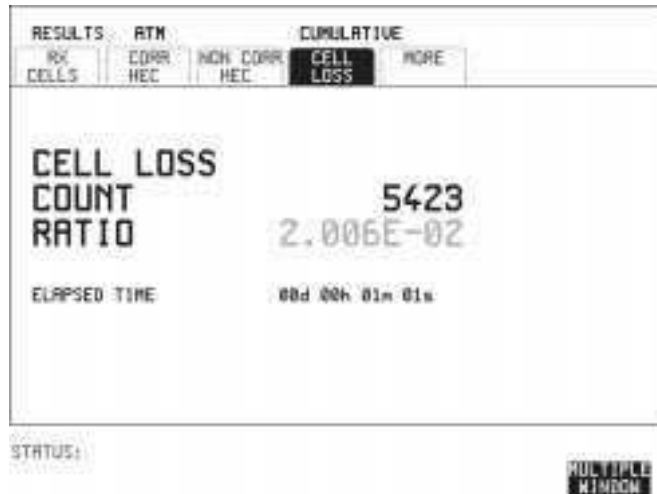 RESULTS ATM CUMULATIVE
RX CELLS
CORR HEC
NON CORR HEC
CELL LOSS
MORE
CELL LOSS
COUNT 5423
RATIO 2.006E-02
ELAPSED TIME 00d 00h 01m 01s
STATUS:
MULTIPLE WINDOW